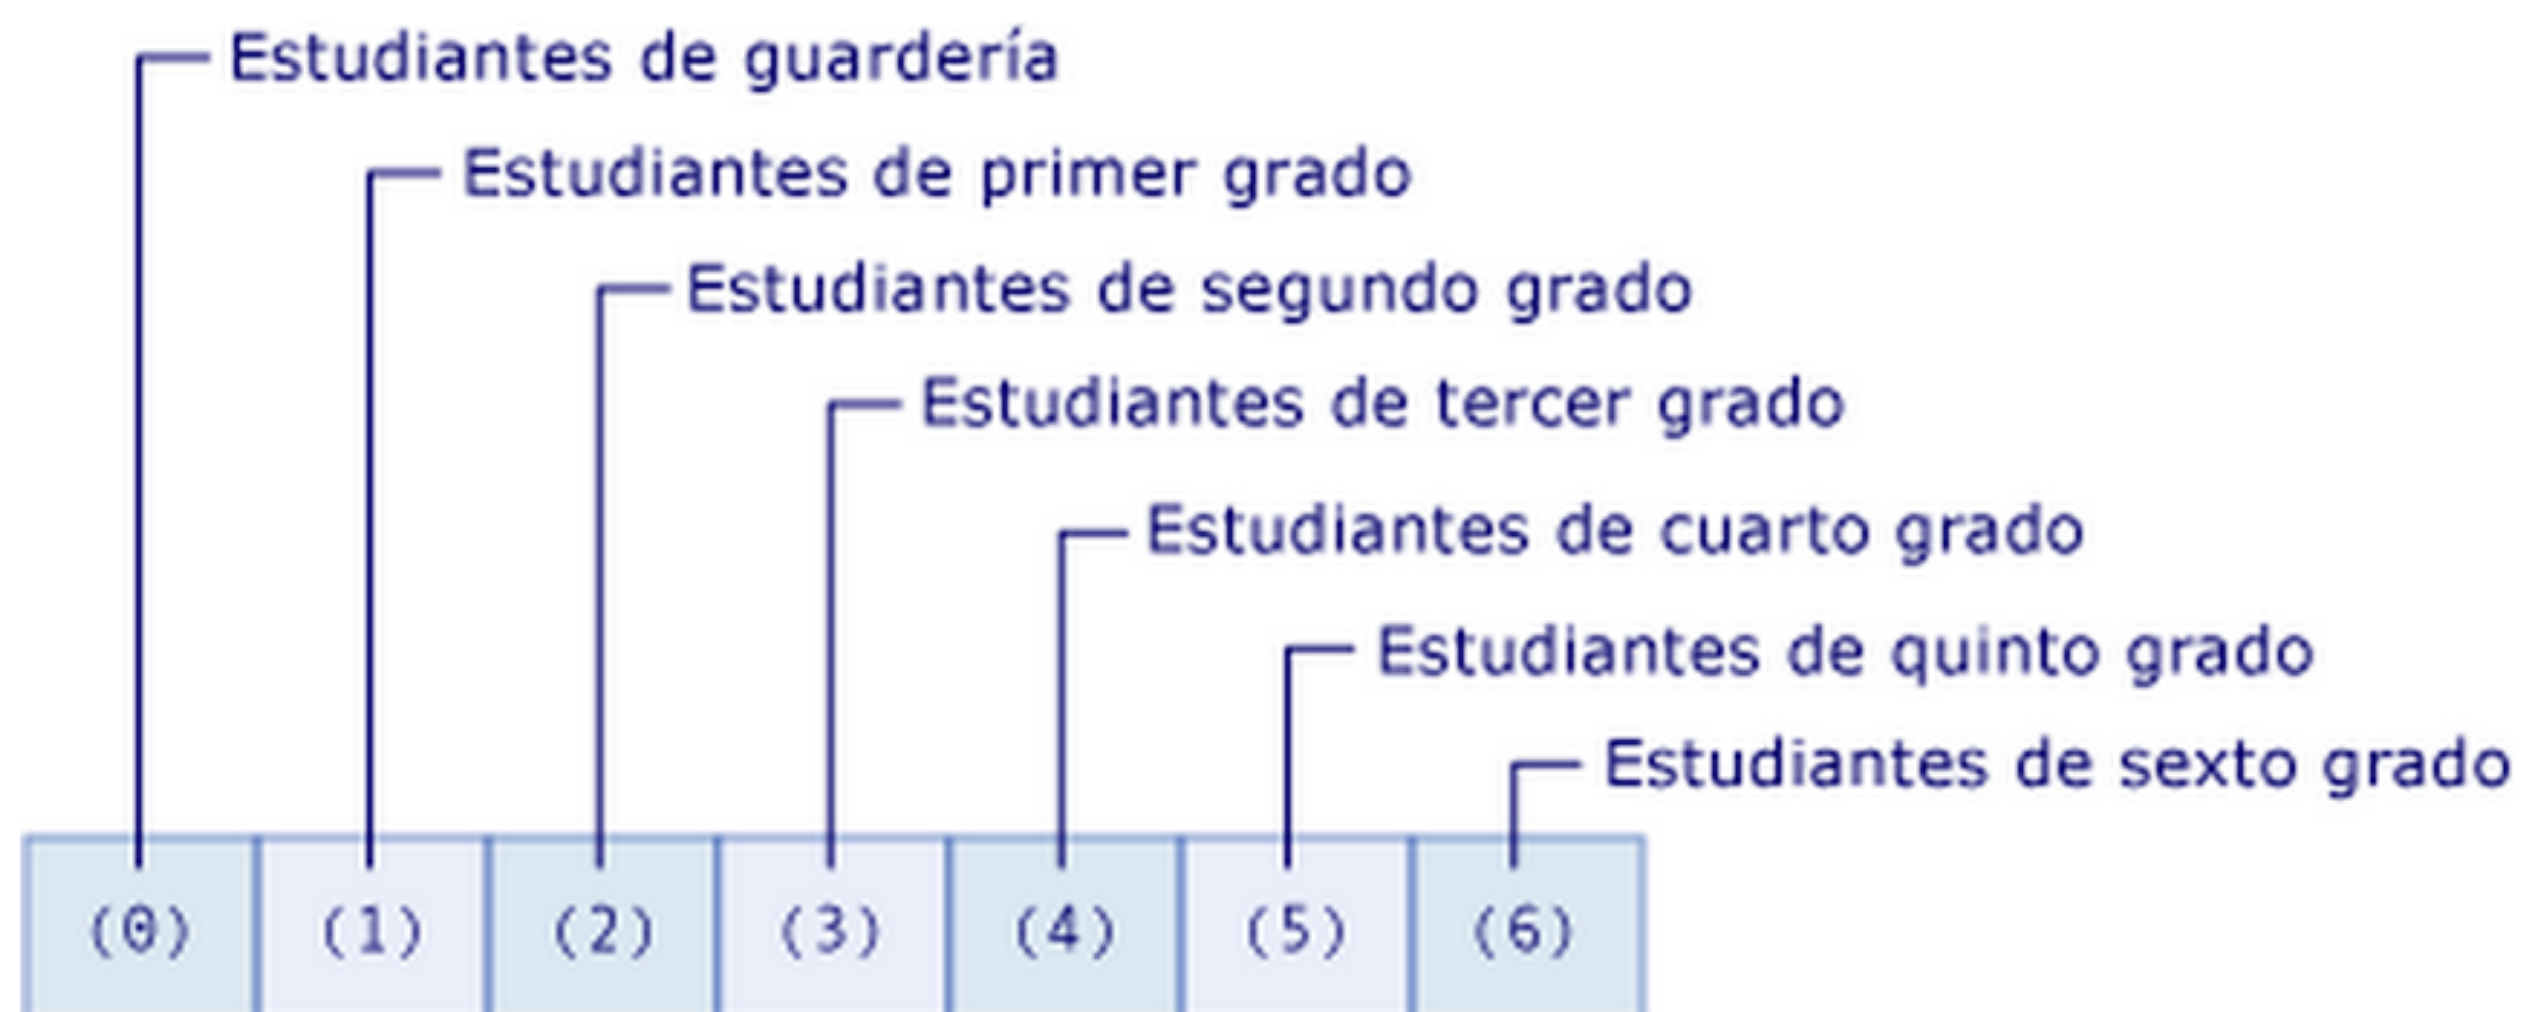 Estudiantes de guardería
Estudiantes de primer grado
Estudiantes de segundo grado
Estudiantes de tercer grado
Estudiantes de cuarto grado
Estudiantes de quinto grado
Estudiantes de sexto grado
(0) (1) (2) (3) (4) (5) (6)